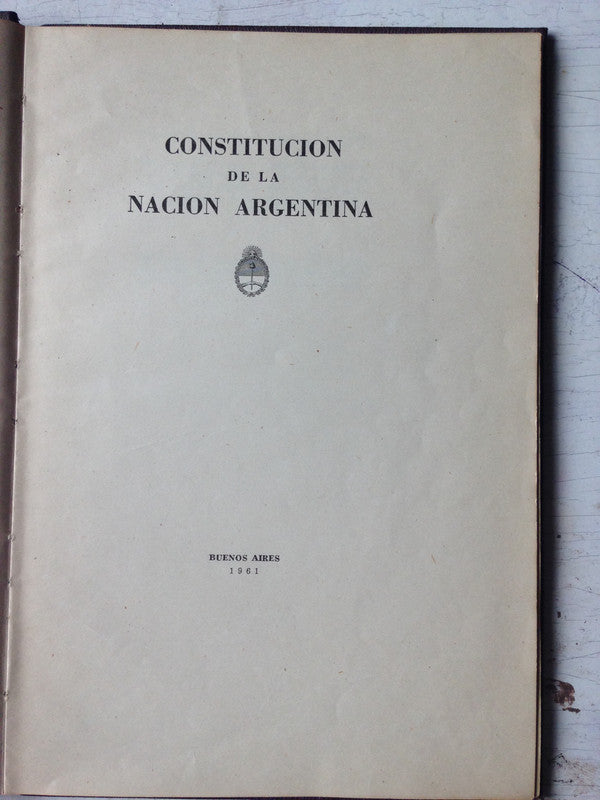 CONSTITUCION
DE LA
NACION ARGENTINA
BUENOS AIRES
1961